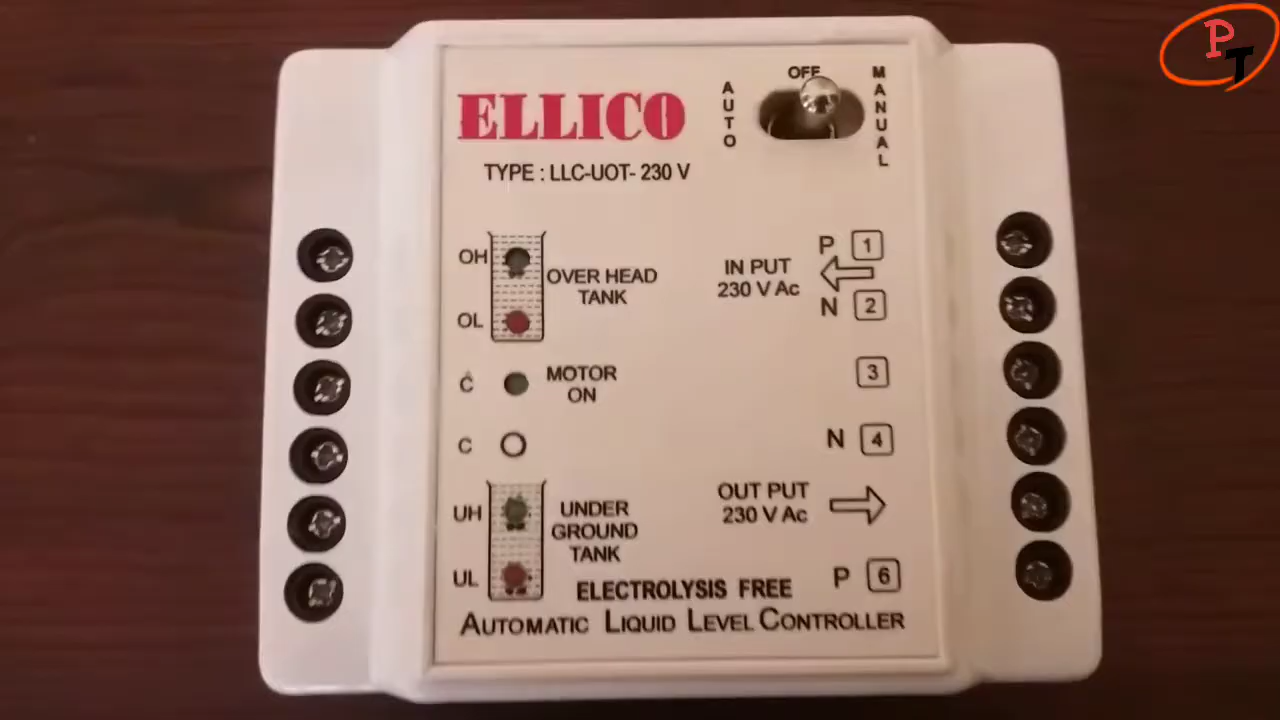 PT
ELLICO
AUTO
OFF
MANUAL
TYPE : LLC-UOT- 230 V
OH
OVER HEAD
TANK
OL
P 1
IN PUT
230 V Ac
N 2
C
MOTOR
ON
3
C
N 4
UH
UNDER
GROUND
TANK
UL
OUT PUT
230 V Ac
P 6
ELECTROLYSIS FREE
AUTOMATIC LIQUID LEVEL CONTROLLER